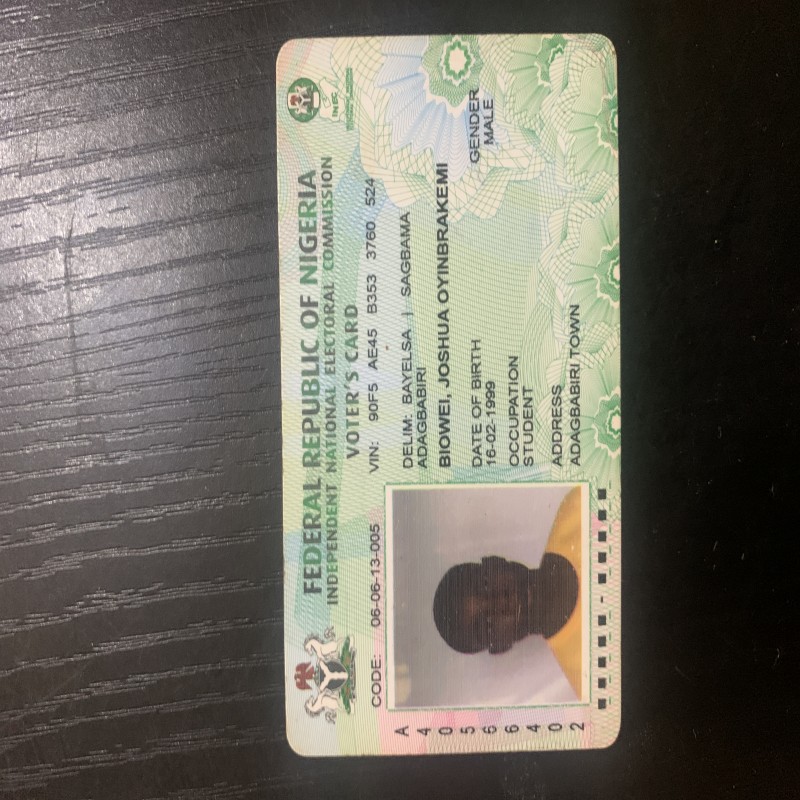 FEDERAL REPUBLIC OF NIGERIA
INDEPENDENT NATIONAL ELECTORAL COMMISSION
VOTER'S CARD
INEC
CODE: 06-06-13-005
VIN: 90F5 AE45 B353 3760 524
DELIM: BAYELSA | SAGBAMA
ADAGBABIRI
BIOWEI, JOSHUA OYINBRAKEMI
DATE OF BIRTH
16-02-1999
GENDER
MALE
OCCUPATION
STUDENT
ADDRESS
ADAGBABIRI TOWN
A
4
0
5
6
6
4
0
2